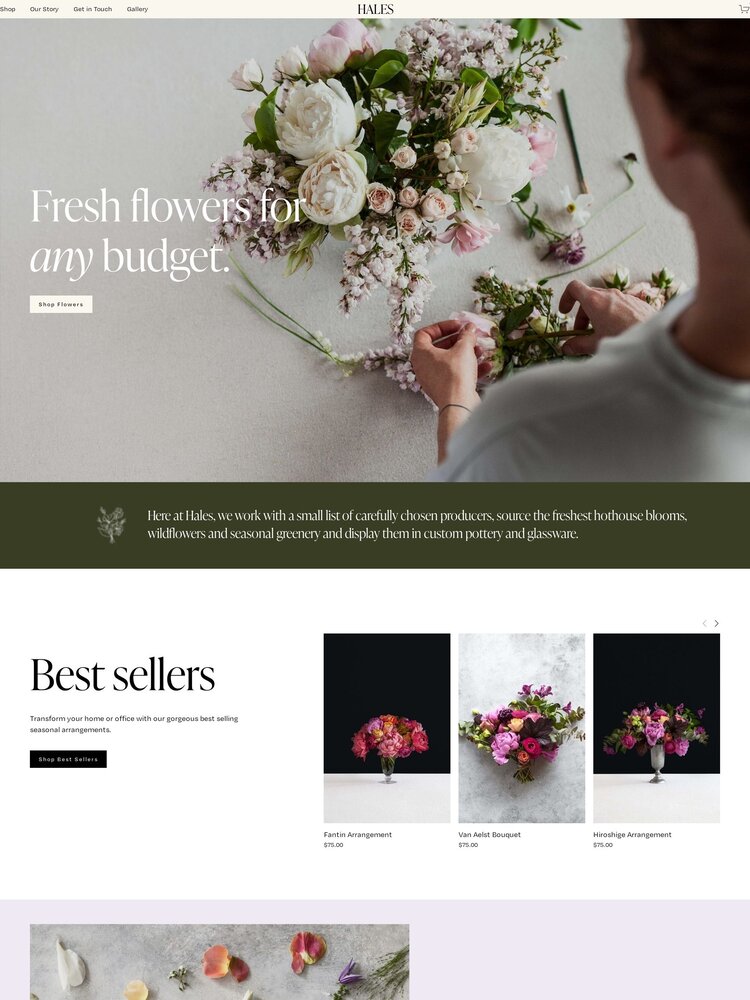 Shop Our Story Get in Touch Gallery HALES
Fresh flowers for
any budget.
Shop Flowers
Here at Hales, we work with a small list of carefully chosen producers, source the freshest hothouse blooms,
wildflowers and seasonal greenery and display them in custom pottery and glassware.
Best sellers
Transform your home or office with our gorgeous best selling
seasonal arrangements.
Shop Best Sellers
Fantin Arrangement
$75.00
Van Aelst Bouquet
$75.00
Hiroshige Arrangement
$75.00